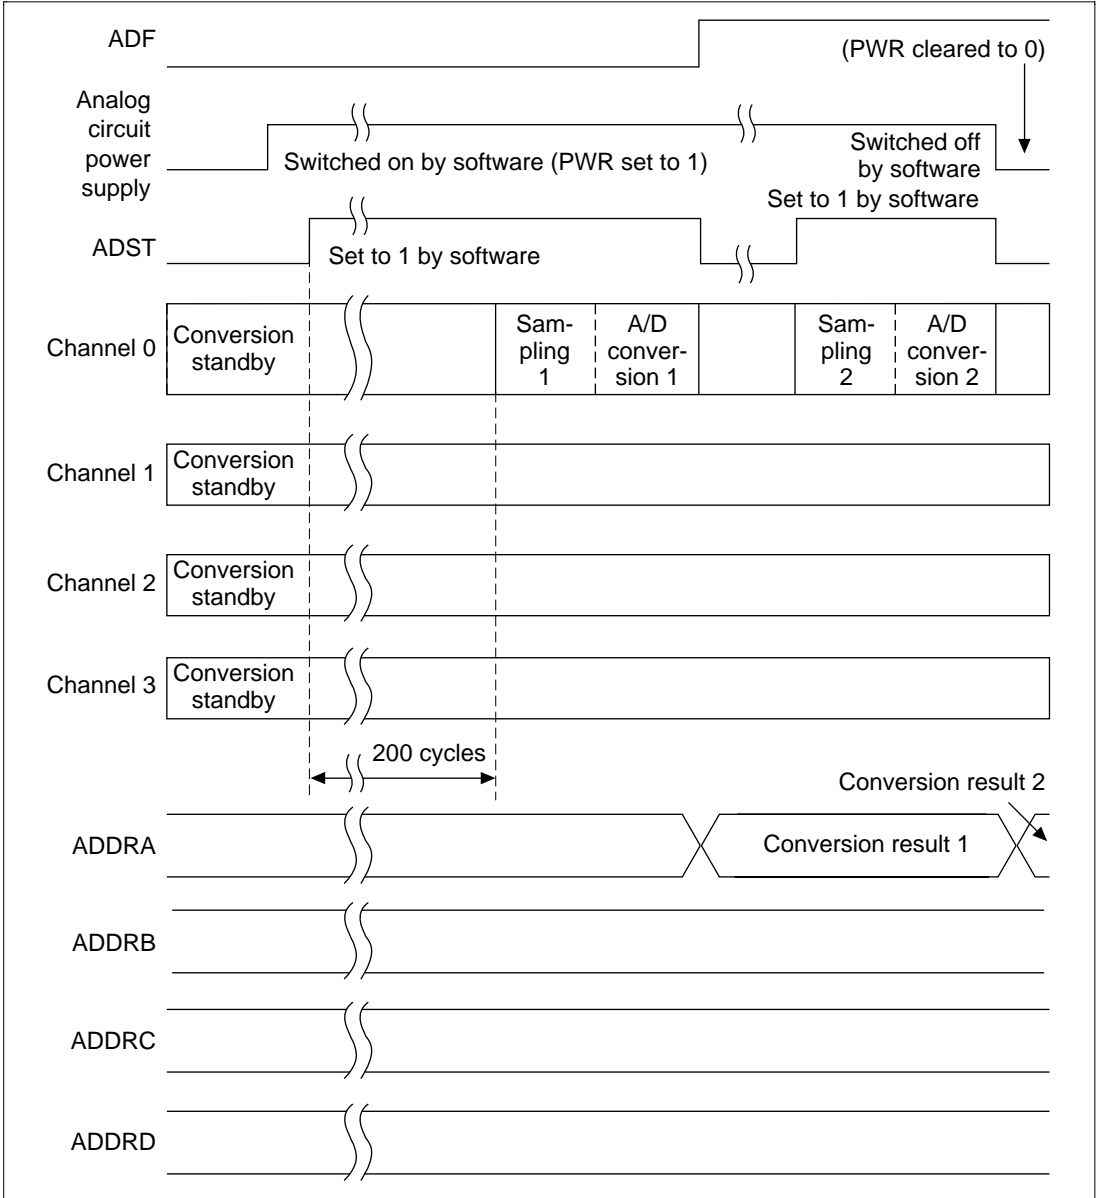 ADF
(PWR cleared to 0)
Analog
circuit
power
supply
Switched on by software (PWR set to 1)
Switched off
by software
Set to 1 by software
ADST
Set to 1 by software
Channel 0
Conversion
standby
Sam-
pling
1
A/D
conver-
sion 1
Sam-
pling
2
A/D
conver-
sion 2
Channel 1
Conversion
standby
Channel 2
Conversion
standby
Channel 3
Conversion
standby
200 cycles
Conversion result 2
ADDRA
Conversion result 1
ADDRB
ADDRC
ADDRD